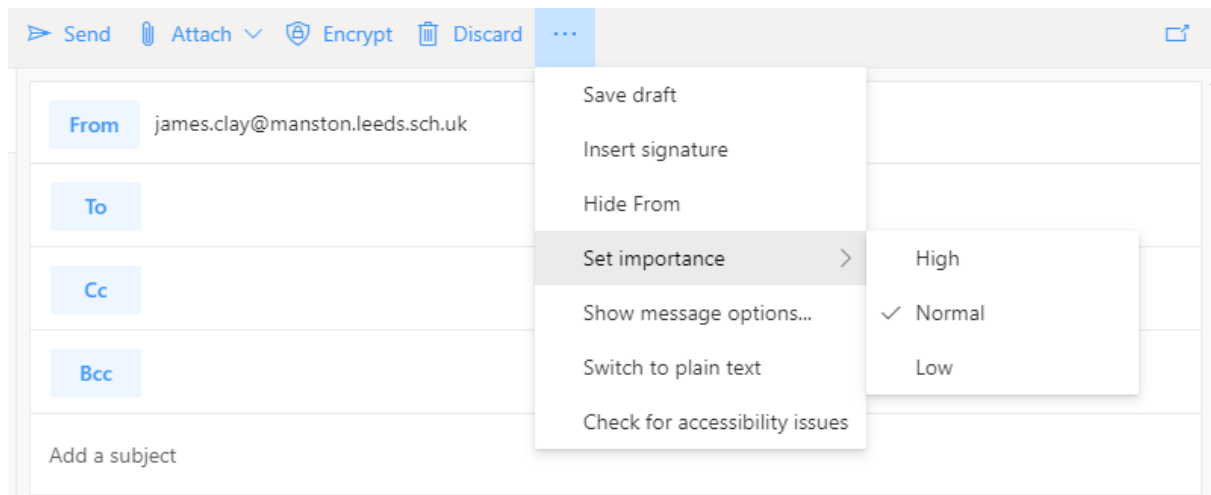 Send Attach Encrypt Discard ...
Save draft
From james.clay@manston.leeds.sch.uk
Insert signature
To
Hide From
Set importance
High
Cc
Show message options...
Normal
Bcc
Switch to plain text
Low
Check for accessibility issues
Add a subject